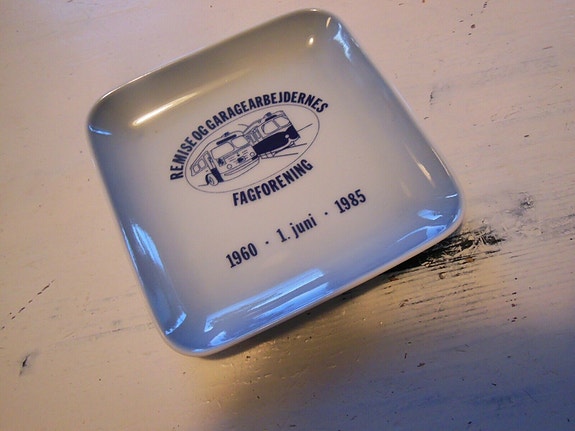 REMISE OG GARAGEARBEJDERNES
FAGFORENING
1960 · 1. juni · 1985